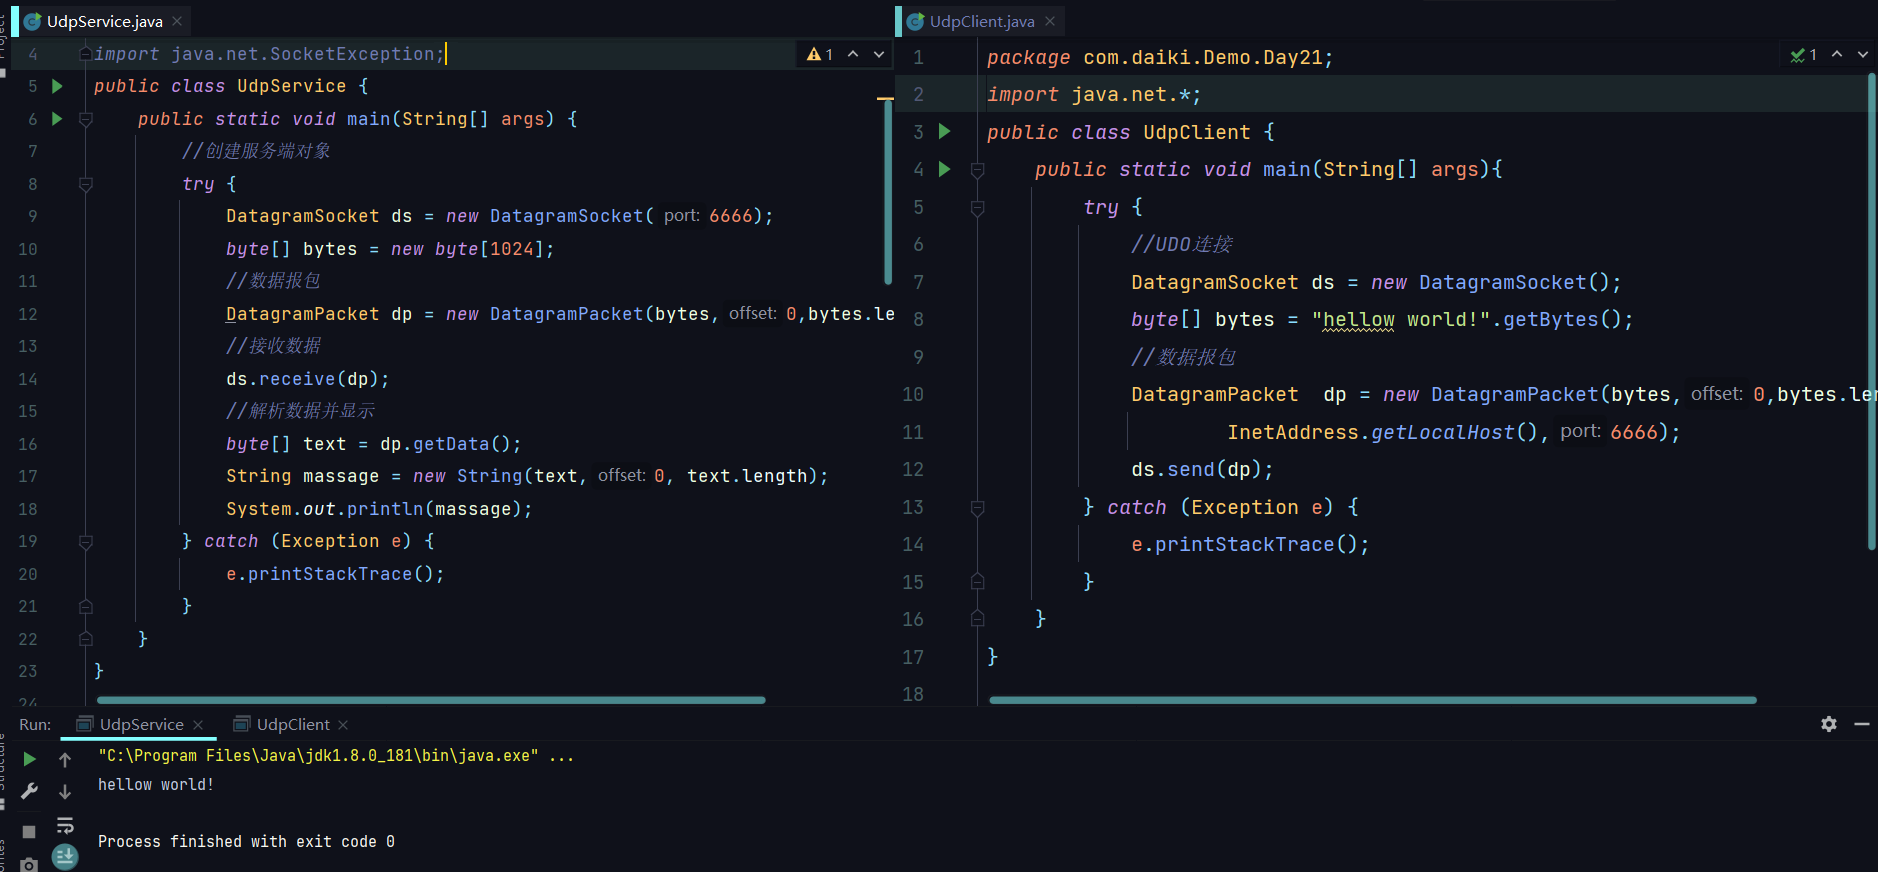 UdpService.java
4 import java.net.SocketException;
1
5 public class UdpService {
6 public static void main(String[] args) {
7 //创建服务端对象
8 try {
9 DatagramSocket ds = new DatagramSocket( port: 6666);
10 byte[] bytes = new byte[1024];
11 //数据报包
12 DatagramPacket dp = new DatagramPacket(bytes, offset: 0,bytes.le
13 //接收数据
14 ds.receive(dp);
15 //解析数据并显示
16 byte[] text = dp.getData();
17 String massage = new String(text, offset: 0, text.length);
18 System.out.println(massage);
19 } catch (Exception e) {
20 e.printStackTrace();
21 }
22 }
23 }
24
UdpClient.java
1 package com.daiki.Demo.Day21;
1
2 import java.net.*;
3 public class UdpClient {
4 public static void main(String[] args){
5 try {
6 //UDO连接
7 DatagramSocket ds = new DatagramSocket();
8 byte[] bytes = "hellow world!".getBytes();
9 //数据报包
10 DatagramPacket  dp = new DatagramPacket(bytes, offset: 0,bytes.len
11 InetAddress.getLocalHost(), port: 6666);
12 ds.send(dp);
13 } catch (Exception e) {
14 e.printStackTrace();
15 }
16 }
17 }
18
Run: UdpService UdpClient
"C:\Program Files\Java\jdk1.8.0_181\bin\java.exe" ...
hellow world!
Process finished with exit code 0